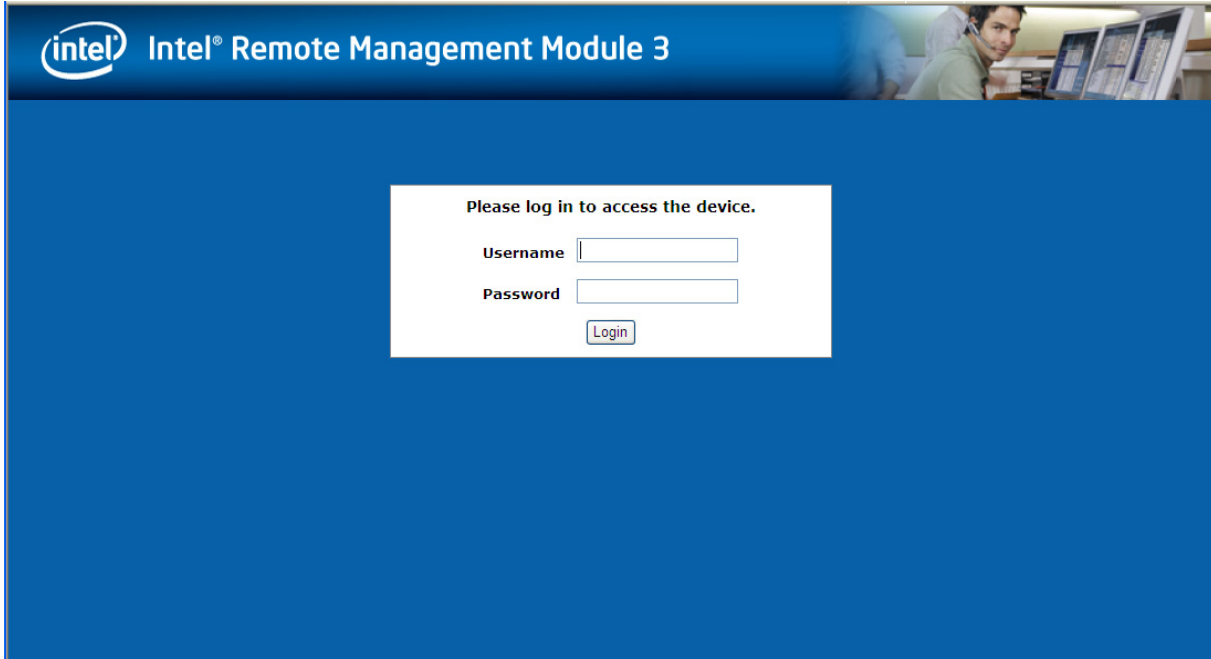 intel Intel® Remote Management Module 3
Please log in to access the device.
Username
Password
Login